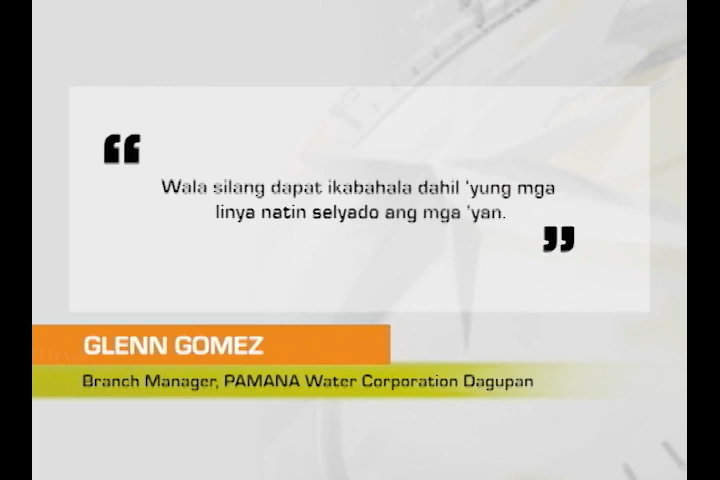 “
Wala silang dapat ikabahala dahil ‘yung mga
linya natin selyado ang mga ‘yan.
”
GLENN GOMEZ
Branch Manager, PAMANA Water Corporation Dagupan